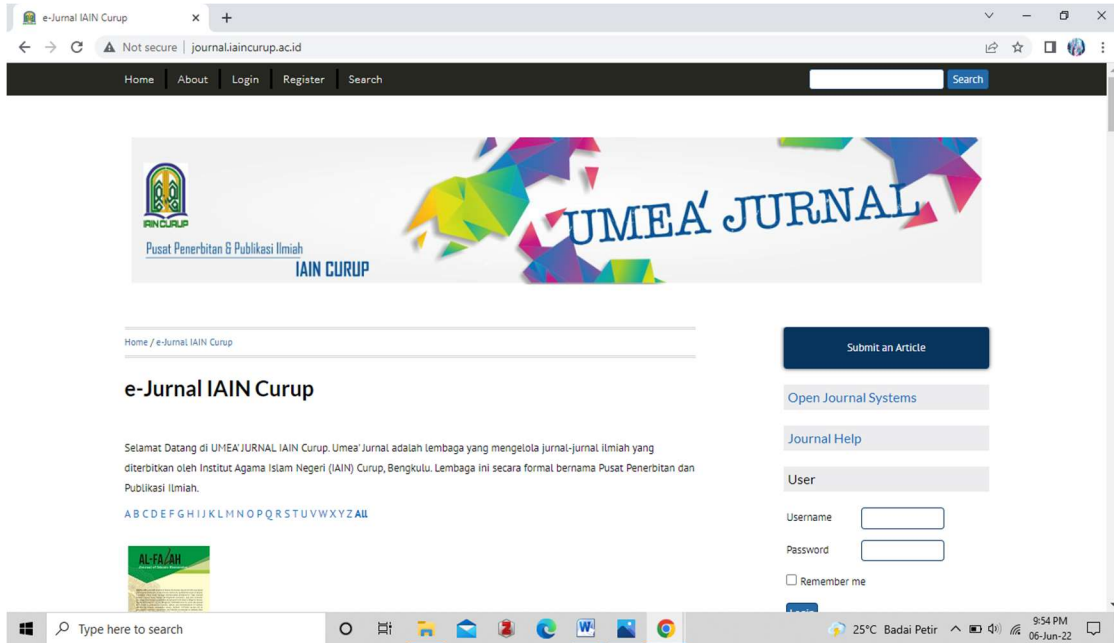 e-Jurnal IAIN Curup
Not secure | journal.iaincurup.ac.id
Home About Login Register Search Search
IAIN CURUP
Pusat Penerbitan & Publikasi Ilmiah
IAIN CURUP
UMEA' JURNAL
Home / e-Jurnal IAIN Curup
e-Jurnal IAIN Curup
Selamat Datang di UMEA' JURNAL IAIN Curup. Umea' Jurnal adalah lembaga yang mengelola jurnal-jurnal ilmiah yang
diterbitkan oleh Institut Agama Islam Negeri (IAIN) Curup, Bengkulu. Lembaga ini secara formal bernama Pusat Penerbitan dan
Publikasi Ilmiah.
A B C D E F G H I J K L M N O P Q R S T U V W X Y Z All
AL-FALAH
Submit an Article
Open Journal Systems
Journal Help
User
Username
Password
Remember me
Login
Type here to search
25°C Badai Petir
9:54 PM
06-Jun-22